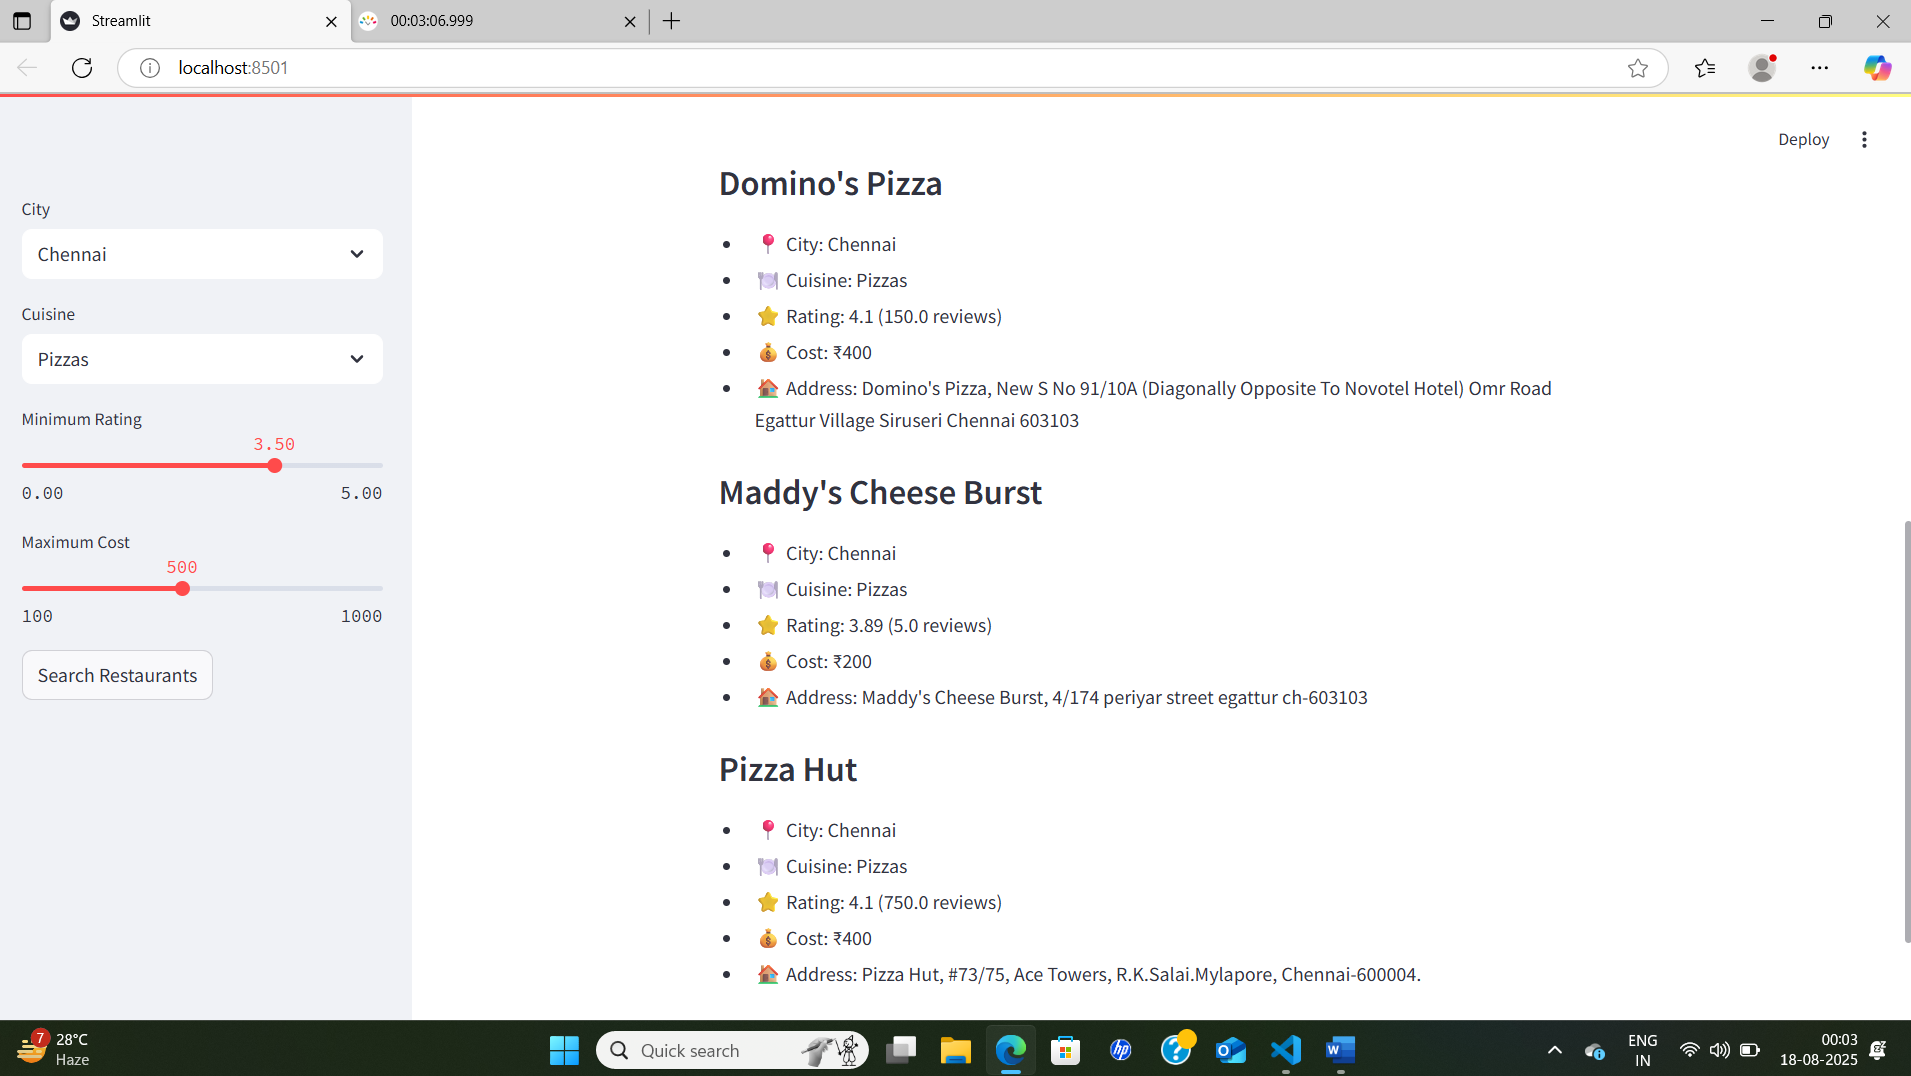 Streamlit
00:03:06.999
localhost:8501
Deploy
City
Chennai
Cuisine
Pizzas
Minimum Rating
3.50
0.00 5.00
Maximum Cost
500
100 1000
Search Restaurants
Domino's Pizza
City: Chennai
Cuisine: Pizzas
Rating: 4.1 (150.0 reviews)
Cost: ₹400
Address: Domino's Pizza, New S No 91/10A (Diagonally Opposite To Novotel Hotel) Omr Road
Egattur Village Siruseri Chennai 603103
Maddy's Cheese Burst
City: Chennai
Cuisine: Pizzas
Rating: 3.89 (5.0 reviews)
Cost: ₹200
Address: Maddy's Cheese Burst, 4/174 periyar street egattur ch-603103
Pizza Hut
City: Chennai
Cuisine: Pizzas
Rating: 4.1 (750.0 reviews)
Cost: ₹400
Address: Pizza Hut, #73/75, Ace Towers, R.K.Salai.Mylapore, Chennai-600004.
7
28°C
Haze
Quick search
hp
ENG
IN
00:03
18-08-2025